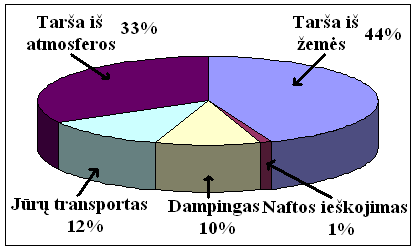 Tarša iš
atmosferos
33%
Tarša iš
žemės
44%
Jūrų transportas
12%
Dampingas
10%
Naftos ieškojimas
1%